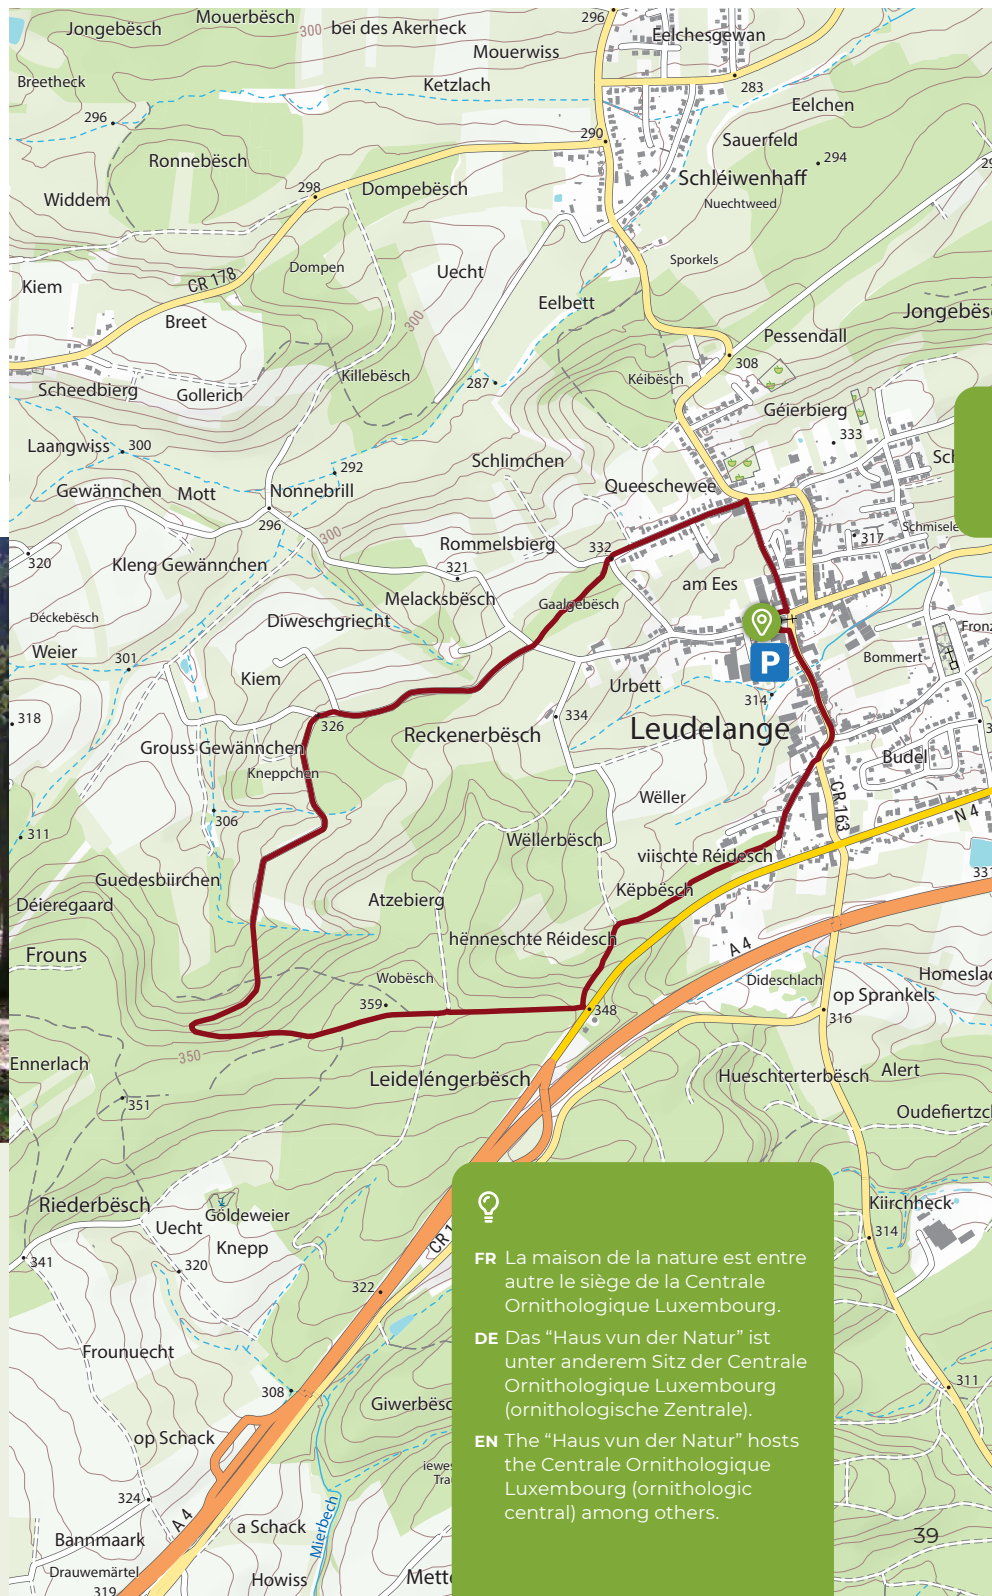 Jongebësch
Mouerbësch
300
bei des Akerheck
296
Eelchesgewan
Mouerwiss
Breetheck
Ketzlach
283
Eelchen
296
290
Sauerfeld
294
Ronnebësch
Schléiwenhaff
298
Dompebësch
Widdem
Nuechtweed
Sporkels
Dompen
Uecht
CR 178
Kiem
Eelbett
300
Breet
Pessendall
308
Killebësch
287
Kéibësch
Scheedbierg
Gollerich
Géierbierg
333
Laangwiss
300
Schlimchen
292
Gewännchen
Mott
Nonnebrill
Queeschewee
296
300
317
Rommelsbierg
332
320
Kleng Gewännchen
321
am Ees
Melacksbësch
Gaalgebësch
Déckebësch
Diweschgriecht
Weier
301
Bommert
Kiem
Urbett
P
314
318
326
334
Leudelange
Reckenerbësch
Grouss Gewännchen
Kneppchen
Budel
Wëller
CR 163
N 4
306
311
Wëllerbësch
viischte Réidesch
331
Guedesbiirchen
Këpbësch
Déieregaard
Atzebierg
hënneschte Réidesch
A 4
Frouns
Wobësch
Dideschlach
op Sprankels
359
348
316
350
Ennerlach
Leideléngerbësch
Hueschterterbësch
Alert
351
Riederbësch
Göldeweier
Uecht
Knepp
Kiirchheck
314
341
320
322
Frounuecht
308
311
op Schack
324
A 4
a Schack
Bannmaark
Mierbech
Drauwemärtel
319
Howiss
FR La maison de la nature est entre
autre le siège de la Centrale
Ornithologique Luxembourg.
DE Das “Haus vun der Natur” ist
unter anderem Sitz der Centrale
Ornithologique Luxembourg
(ornithologische Zentrale).
EN The “Haus vun der Natur” hosts
the Centrale Ornithologique
Luxembourg (ornithologic
central) among others.
39